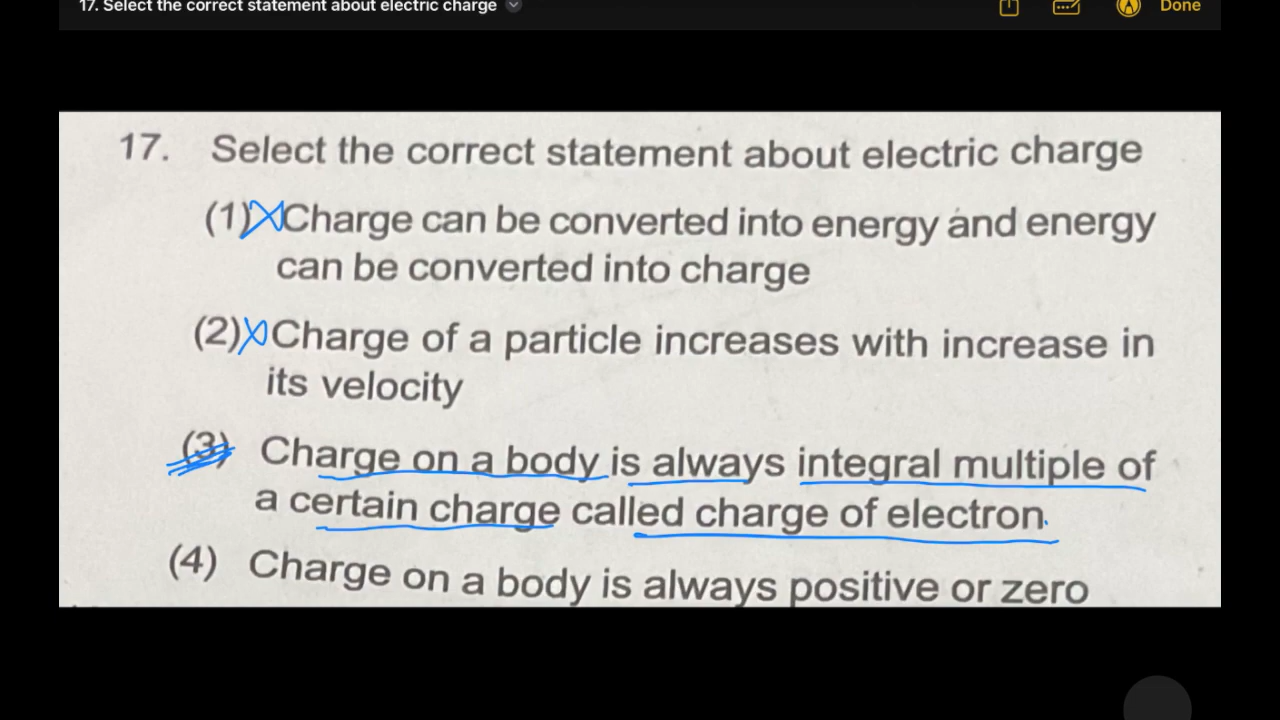 17. Select the correct statement about electric charge
Done
17. Select the correct statement about electric charge
(1) Charge can be converted into energy and energy
can be converted into charge
(2) Charge of a particle increases with increase in
its velocity
(3) Charge on a body is always integral multiple of
a certain charge called charge of electron.
(4) Charge on a body is always positive or zero